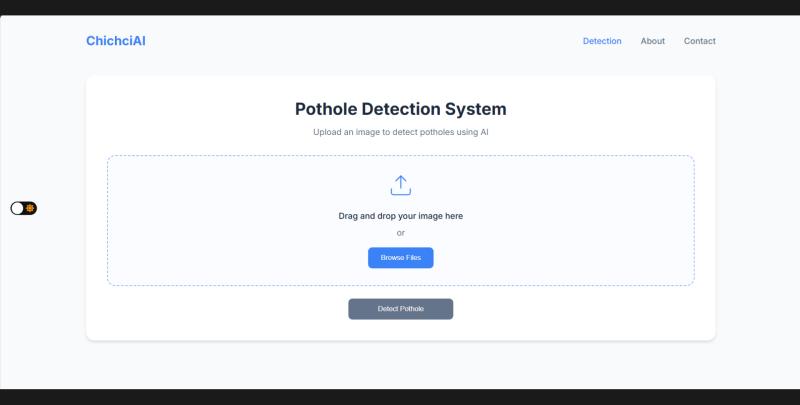 ChichciAI
Detection About Contact
Pothole Detection System
Upload an image to detect potholes using AI
Drag and drop your image here
or
Browse Files
Detect Pothole